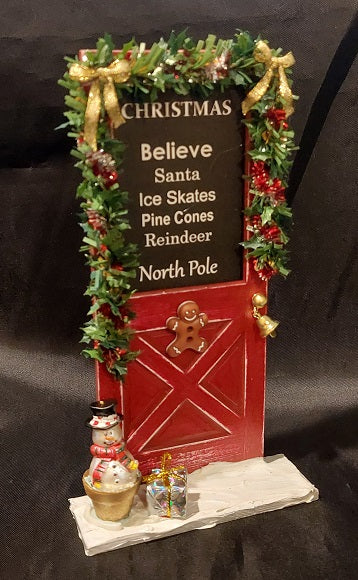 CHRISTMAS
Believe
Santa
Ice Skates
Pine Cones
Reindeer
North Pole